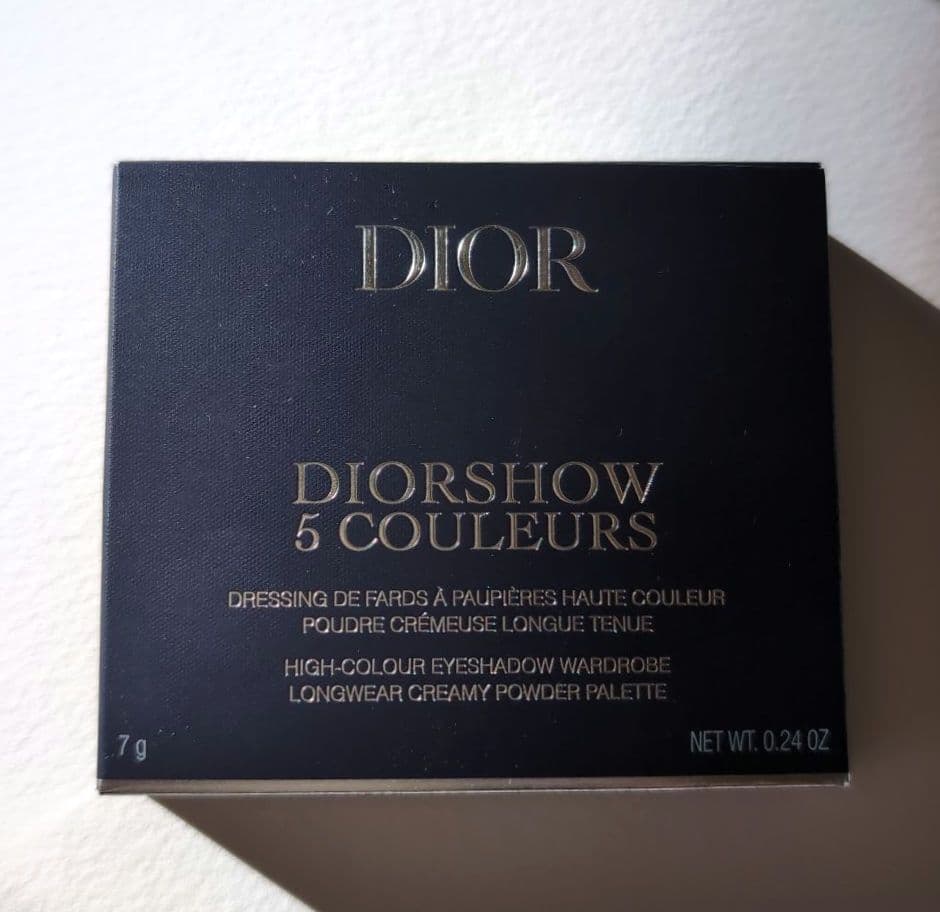 DIOR
DIORSHOW
5 COULEURS
DRESSING DE FARDS À PAUPIÈRES HAUTE COULEUR
POUDRE CRÉMEUSE LONGUE TENUE
HIGH-COLOUR EYESHADOW WARDROBE
LONGWEAR CREAMY POWDER PALETTE
7 g NET WT. 0.24 OZ